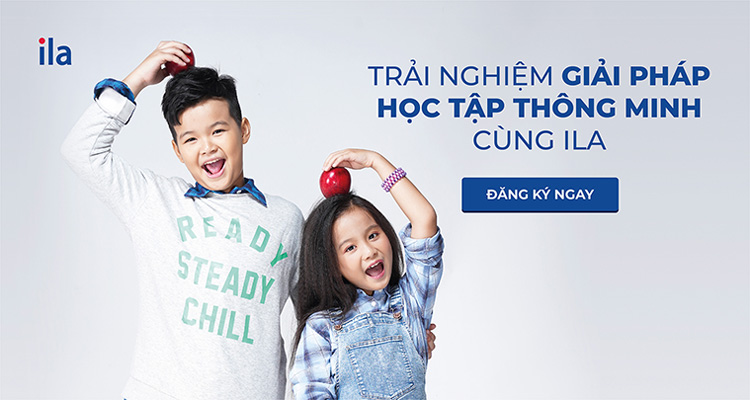 ila
TRẢI NGHIỆM GIẢI PHÁP
HỌC TẬP THÔNG MINH
CÙNG ILA
ĐĂNG KÝ NGAY
READY
STEADY
CHILL